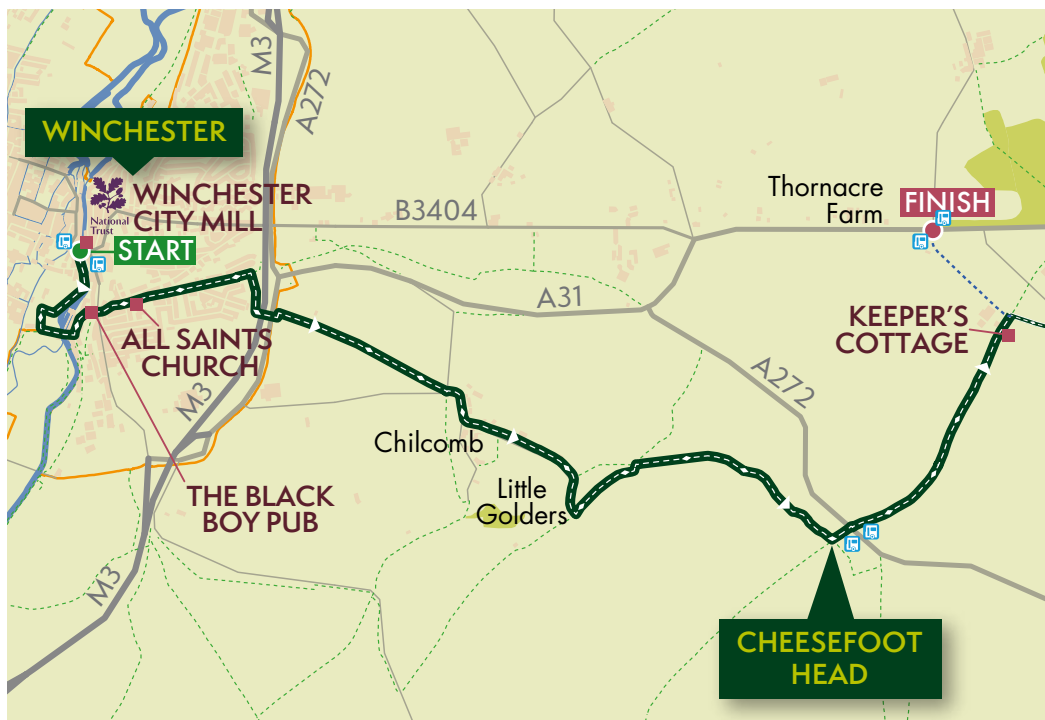 M3
A272
WINCHESTER
National
Trust
WINCHESTER
CITY MILL
START
B3404
Thornacre
Farm
FINISH
A31
ALL SAINTS
CHURCH
KEEPER'S
COTTAGE
M3
A272
Chilcomb
Little
Golders
THE BLACK
BOY PUB
M3
CHEESEFOOT
HEAD